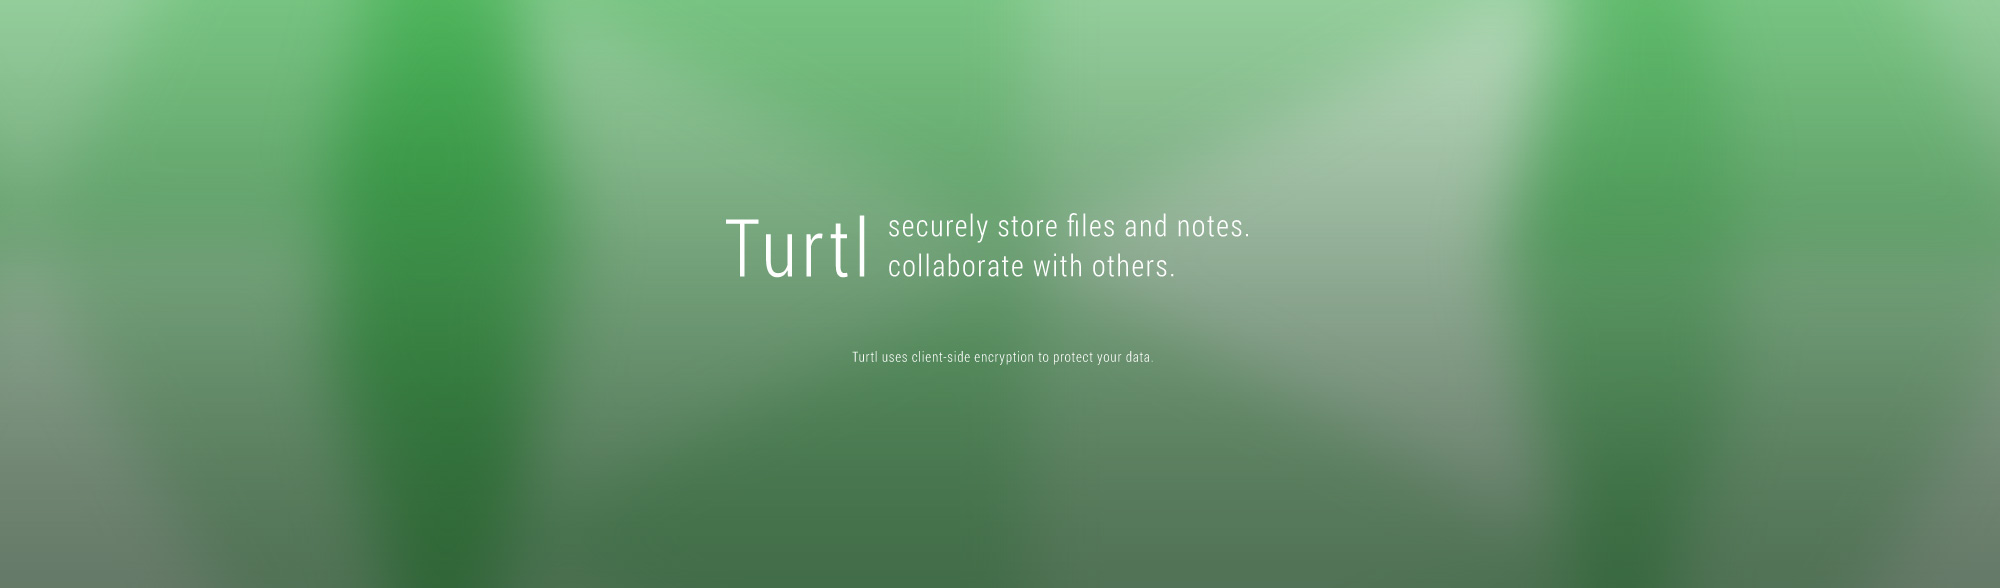 Turtl
securely store files and notes.
collaborate with others.
Turtl uses client-side encryption to protect your data.